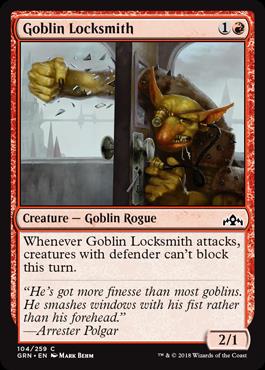 Goblin Locksmith
Creature — Goblin Rogue
Whenever Goblin Locksmith attacks,
creatures with defender can't block
this turn.
“He's got more finesse than most goblins.
He smashes windows with his fist rather
than his forehead.”
—Arrester Polgar
2/1
104/259 C
GRN • EN Mark Behm
™ & © 2018 Wizards of the Coast